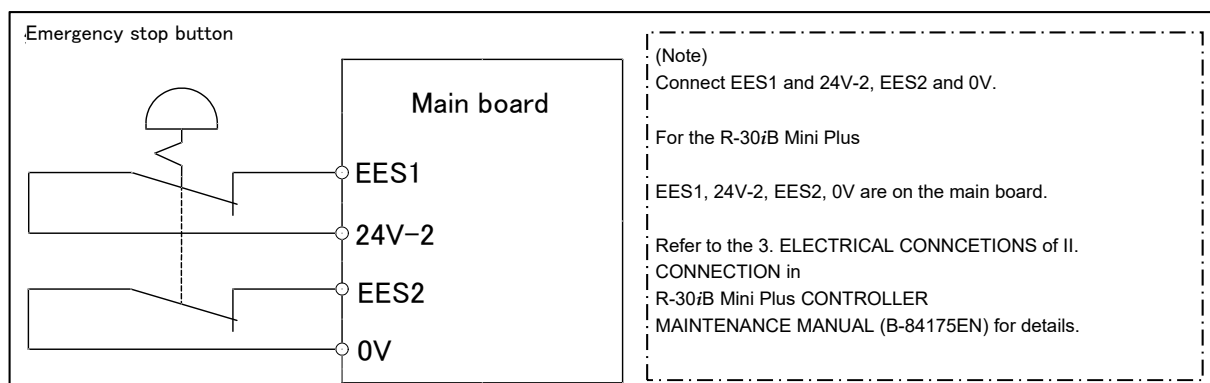 Emergency stop button
Main board
EES1
24V-2
EES2
0V
(Note)
Connect EES1 and 24V-2, EES2 and 0V.
For the R-30iB Mini Plus
EES1, 24V-2, EES2, 0V are on the main board.
Refer to the 3. ELECTRICAL CONNCETIONS of II.
CONNECTION in
R-30iB Mini Plus CONTROLLER
MAINTENANCE MANUAL (B-84175EN) for details.